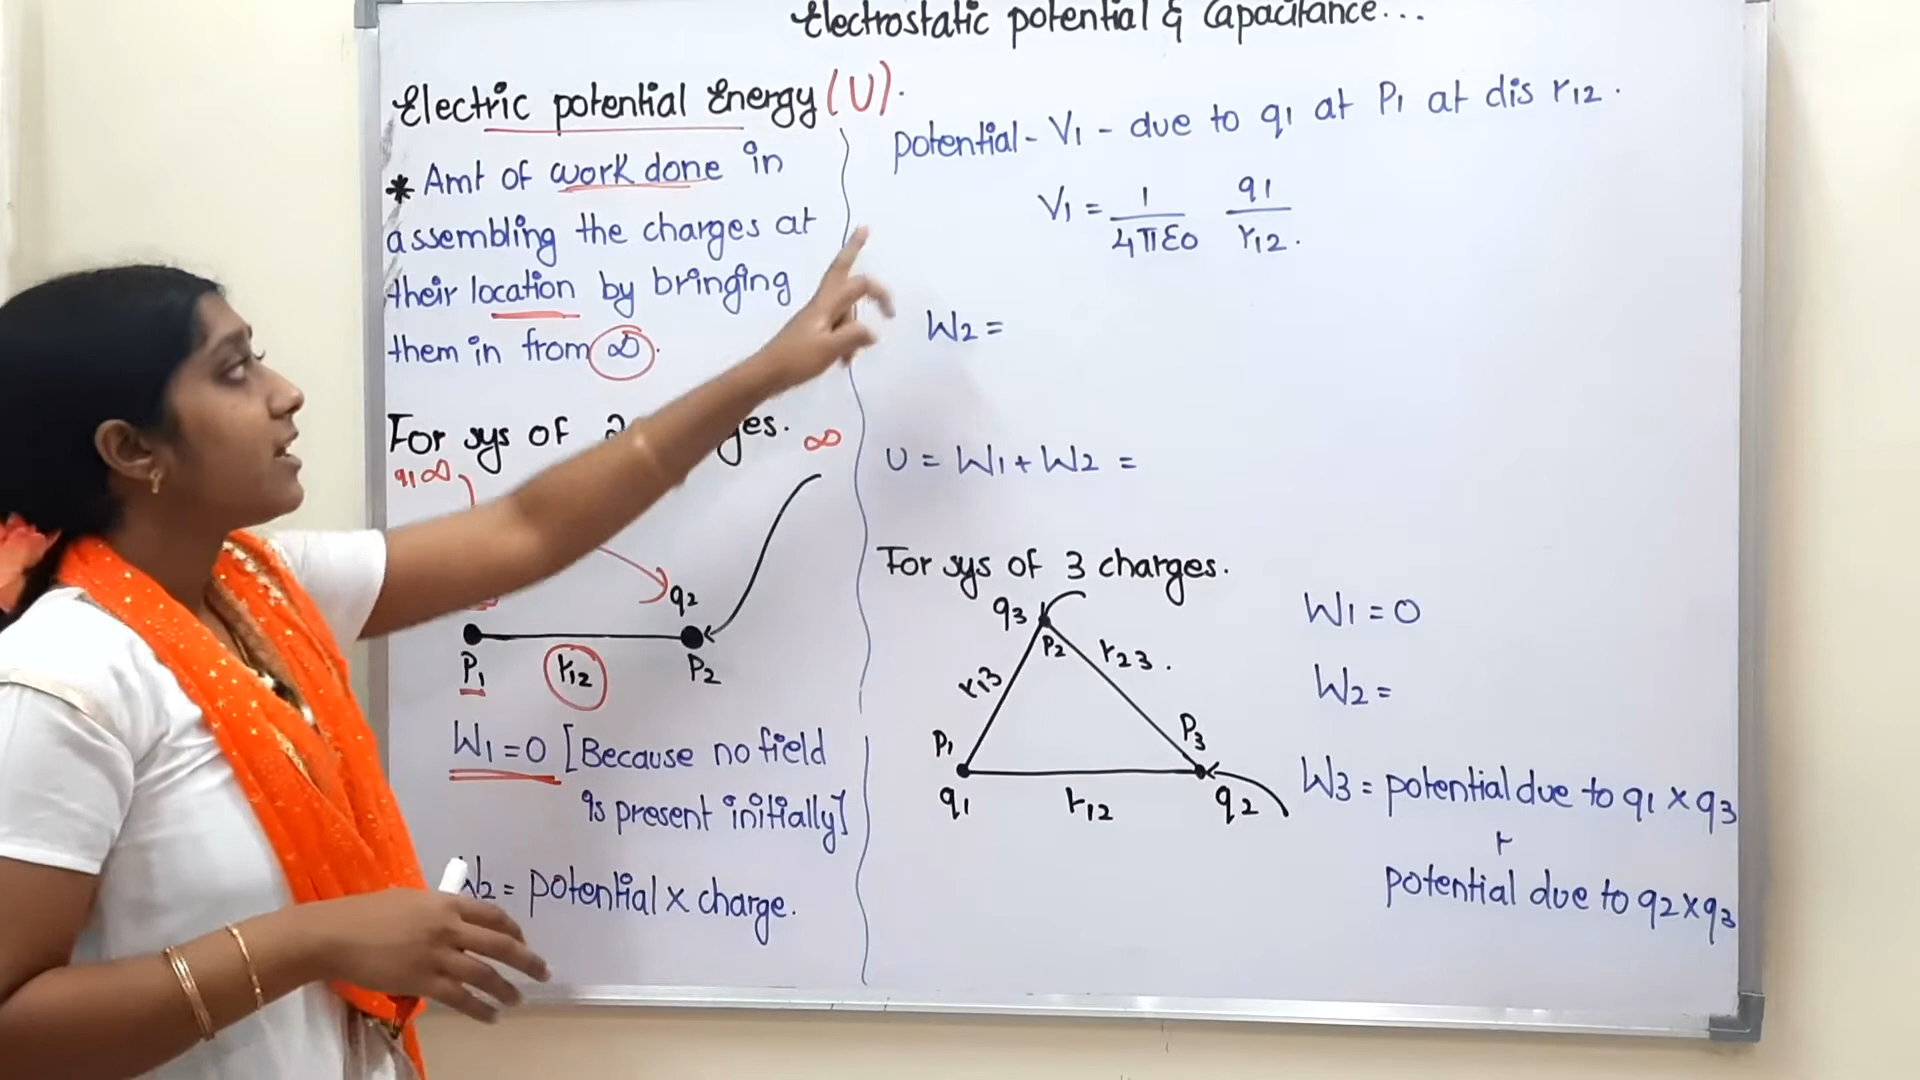 Electrostatic potential & Capacitance...
Electric potential Energy (U).
* Amt of work done in
assembling the charges at
their location by bringing
them in from ∞.
For sys of
∞
q1 ∞
q2
P1
r12
P2
W1 = 0 [Because no field
is present initially]
W2 = potential x charge.
potential - V1 - due to q1 at P1 at dis r12.
V1 = 1/4πε0 q1/r12.
W2 =
U = W1 + W2 =
For sys of 3 charges.
q3
P2
r13
r23.
P1
P3
q1
r12
q2
W1 = 0
W2 =
W3 = potential due to q1 x q3
+
potential due to q2 x q3